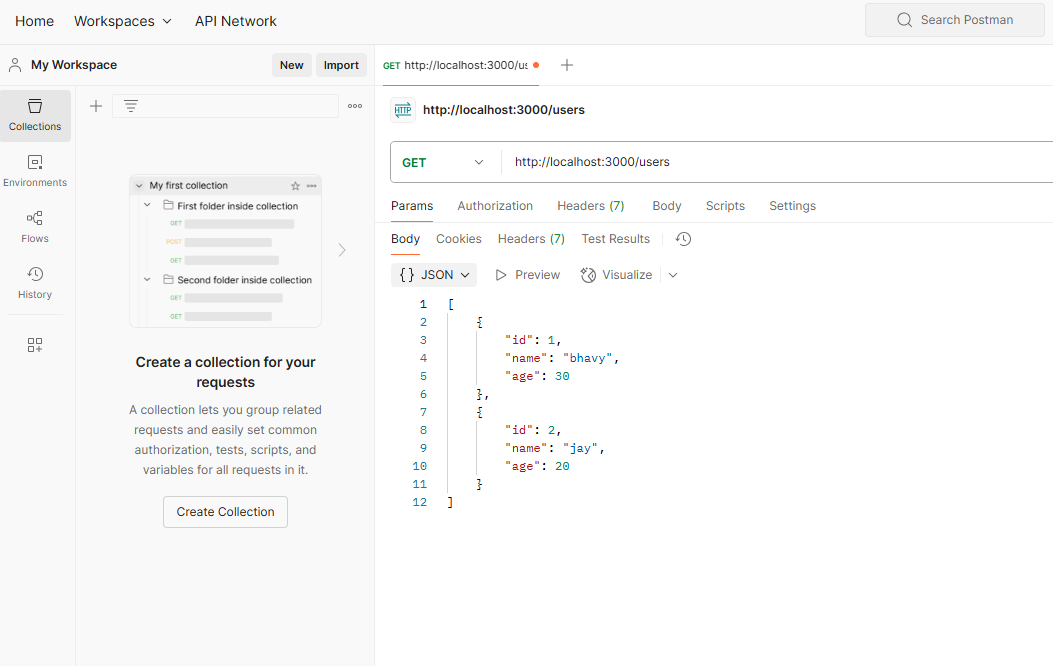 Home Workspaces API Network Search Postman
My Workspace New Import GET http://localhost:3000/us
Collections
Environments
Flows
History
My first collection
First folder inside collection
GET
POST
GET
Second folder inside collection
GET
GET
Create a collection for your
requests
A collection lets you group related
requests and easily set common
authorization, tests, scripts, and
variables for all requests in it.
Create Collection
HTTP http://localhost:3000/users
GET http://localhost:3000/users
Params Authorization Headers (7) Body Scripts Settings
Body Cookies Headers (7) Test Results
{} JSON Preview Visualize
1 [
2 {
3 "id": 1,
4 "name": "bhavy",
5 "age": 30
6 },
7 {
8 "id": 2,
9 "name": "jay",
10 "age": 20
11 }
12 ]